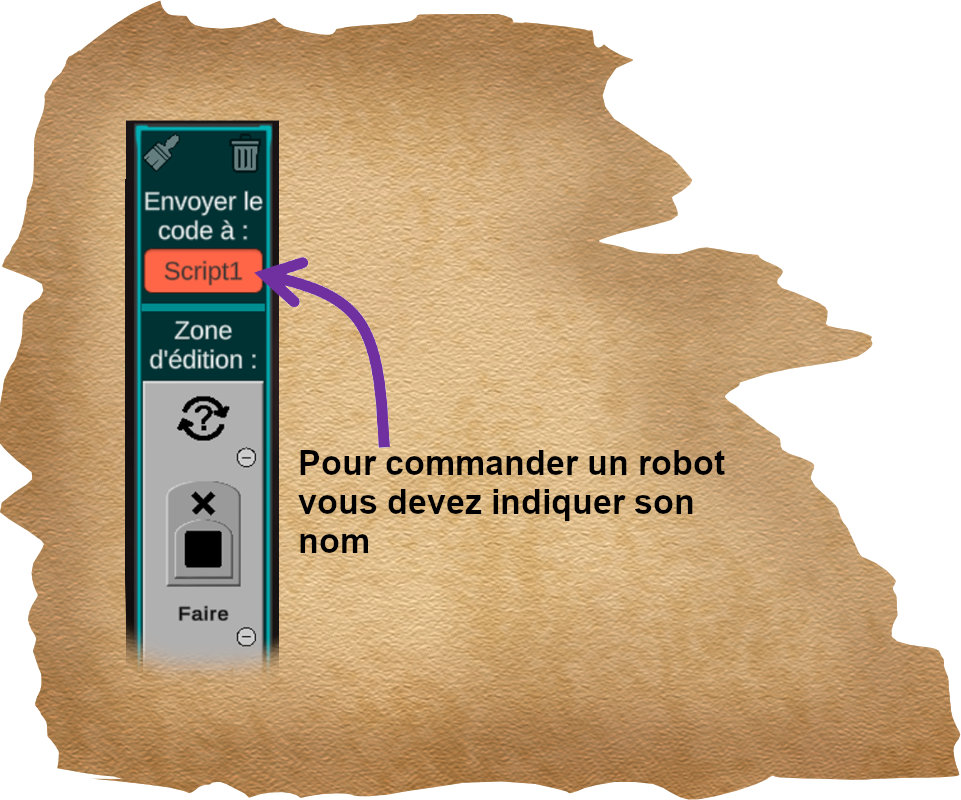 Envoyer le
code à :
Script1
Zone
d'édition :
?
Faire
Pour commander un robot
vous devez indiquer son
nom